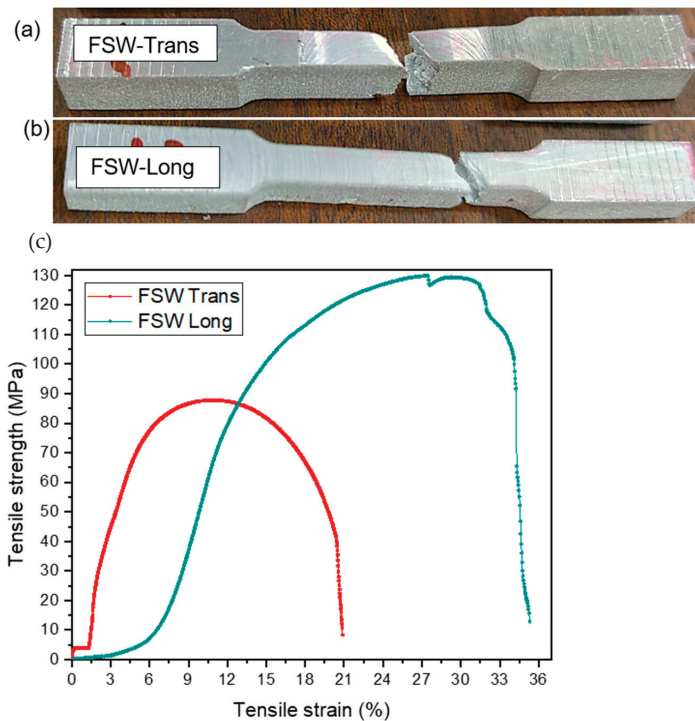 (a)
FSW-Trans
(b)
FSW-Long
(c)
130
120
110
100
90
80
70
60
50
40
30
20
10
0
FSW Trans
FSW Long
Tensile strength (MPa)
0 3 6 9 12 15 18 21 24 27 30 33 36
Tensile strain (%)